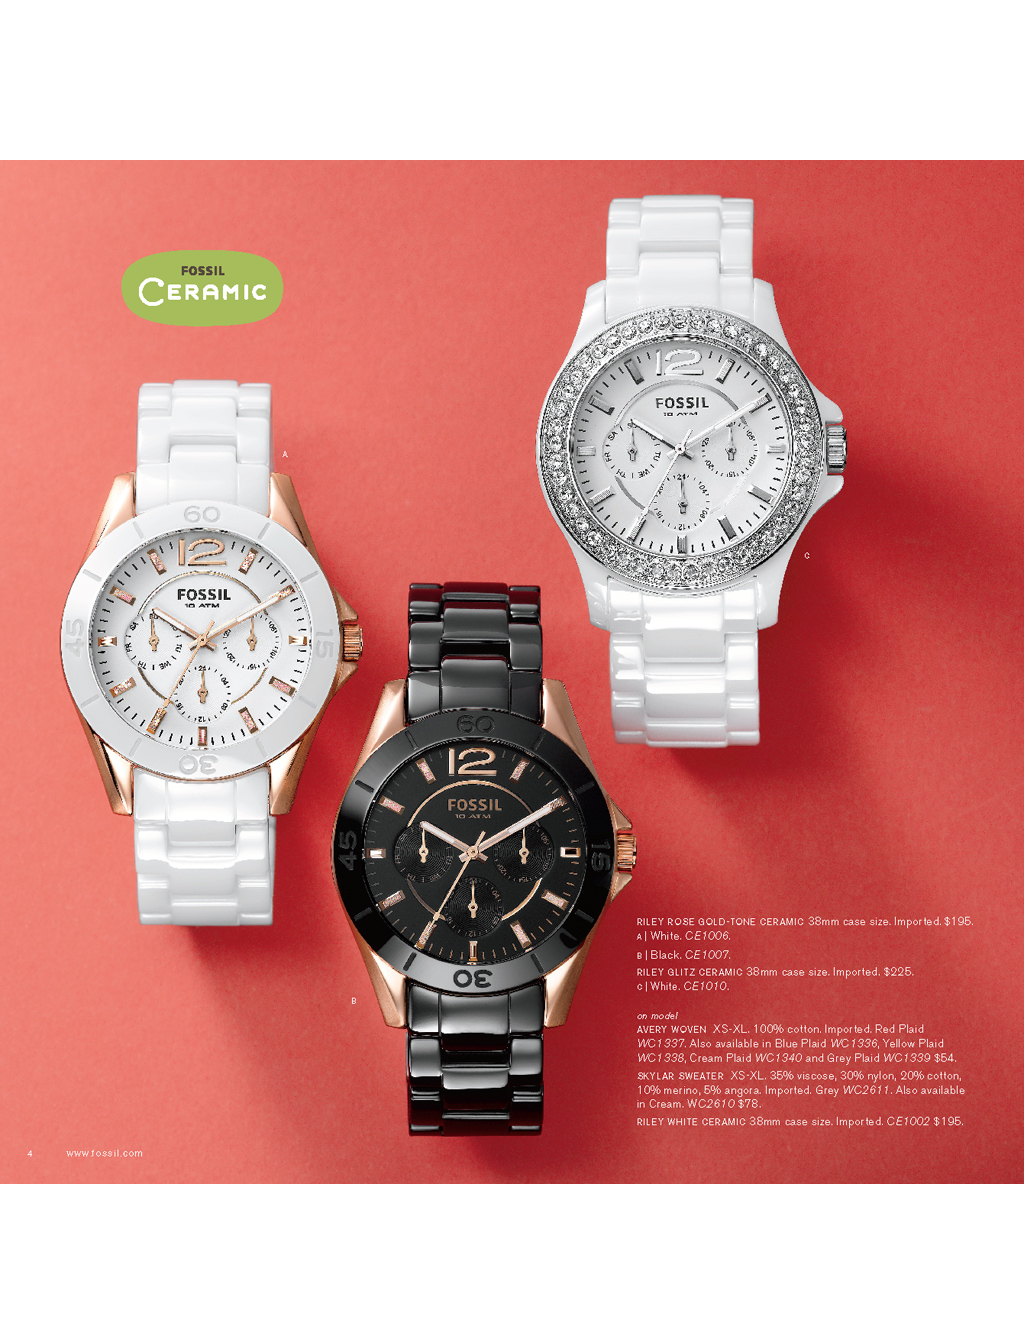 FOSSIL
CERAMIC
A
60
12
FOSSIL
10 ATM
45
15
30
12
FOSSIL
10 ATM
C
60
12
FOSSIL
10 ATM
45
15
30
B
RILEY ROSE GOLD-TONE CERAMIC 38mm case size. Imported. $195.
A | White. CE1006.
B | Black. CE1007.
RILEY GLITZ CERAMIC 38mm case size. Imported. $225.
C | White. CE1010.
on model
AVERY WOVEN XS-XL. 100% cotton. Imported. Red Plaid
WC1337. Also available in Blue Plaid WC1336, Yellow Plaid
WC1338, Cream Plaid WC1340 and Grey Plaid WC1339 $54.
SKYLAR SWEATER XS-XL. 35% viscose, 30% nylon, 20% cotton,
10% merino, 5% angora. Imported. Grey WC2611. Also available
in Cream. WC2610 $78.
RILEY WHITE CERAMIC 38mm case size. Imported. CE1002 $195.
4 www.fossil.com